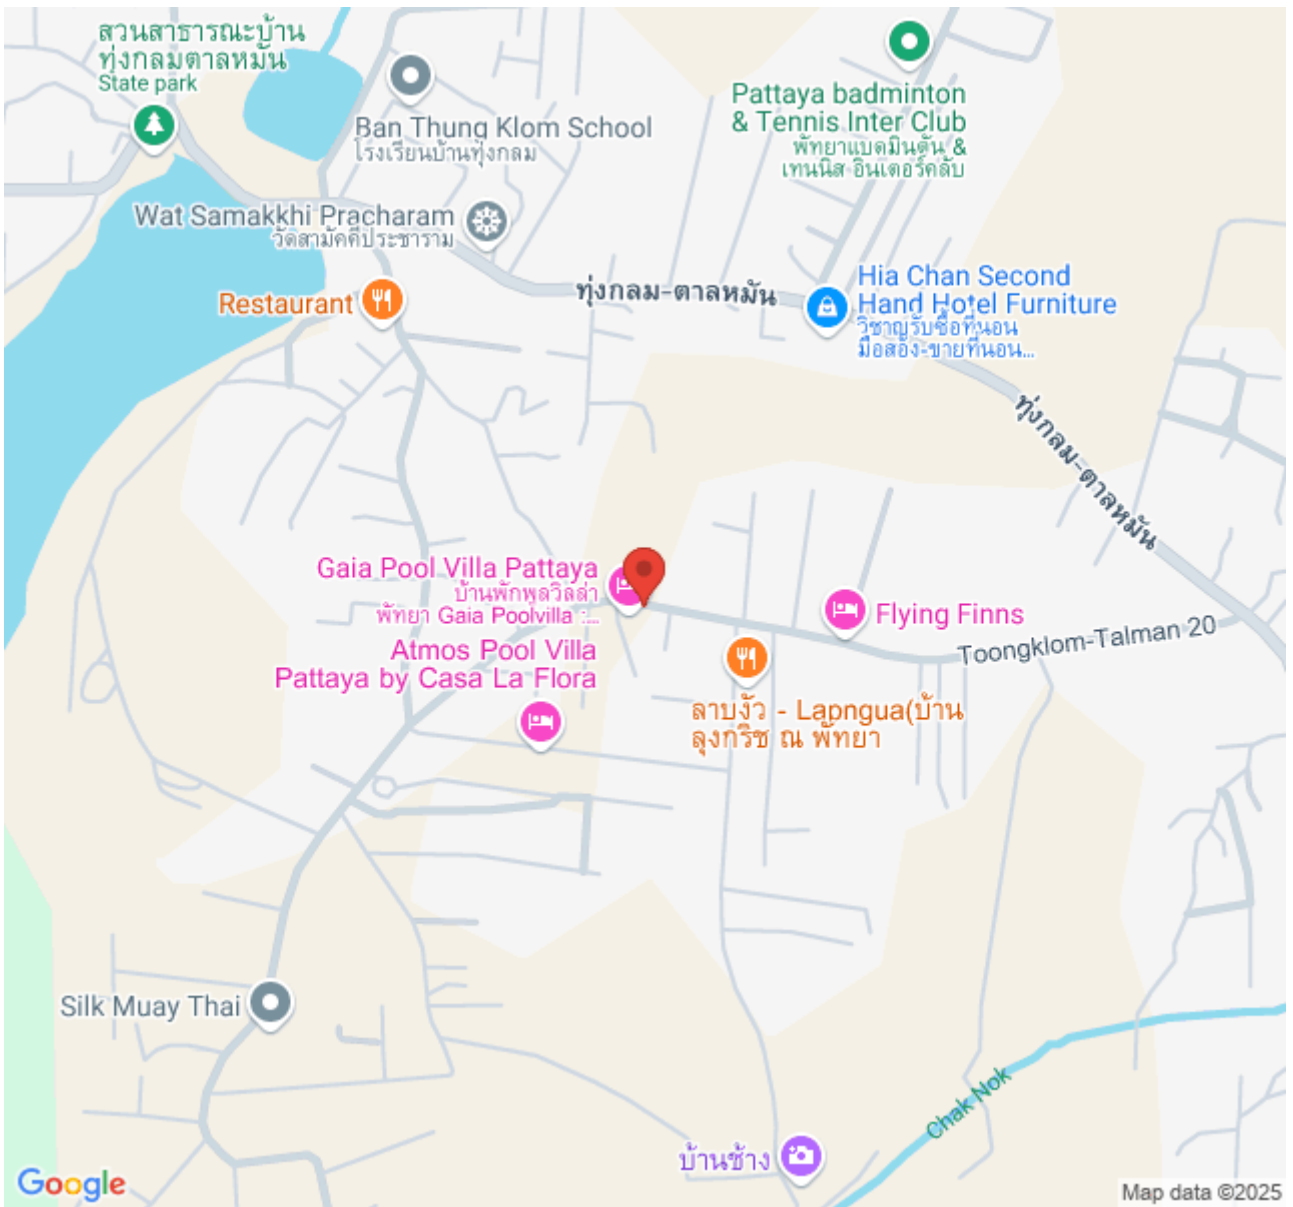 สวนสาธารณะบ้าน
ทุ่งกลมตาลหมัน
State park
Ban Thung Klom School
โรงเรียนบ้านทุ่งกลม
Pattaya badminton
& Tennis Inter Club
พัทยาแบดมินตัน &
เทนนิส อินเตอร์คลับ
Wat Samakkhi Pracharam
วัดสามัคคีประชาราม
Restaurant
ทุ่งกลม-ตาลหมัน
Hia Chan Second
Hand Hotel Furniture
วิชาญรับซื้อที่นอน
มือสอง-ขายที่นอน...
ทุ่งกลม-ตาลหมัน
Gaia Pool Villa Pattaya
บ้านพักพูลวิลล่า
พัทยา Gaia Poolvilla :...
Atmos Pool Villa
Pattaya by Casa La Flora
Flying Finns
Toongklom-Talman 20
ลาบงัว - Lapngua(บ้าน
ลุงกริช ณ พัทยา
Silk Muay Thai
Chak Nok
บ้านช้าง
Google
Map data ©2025